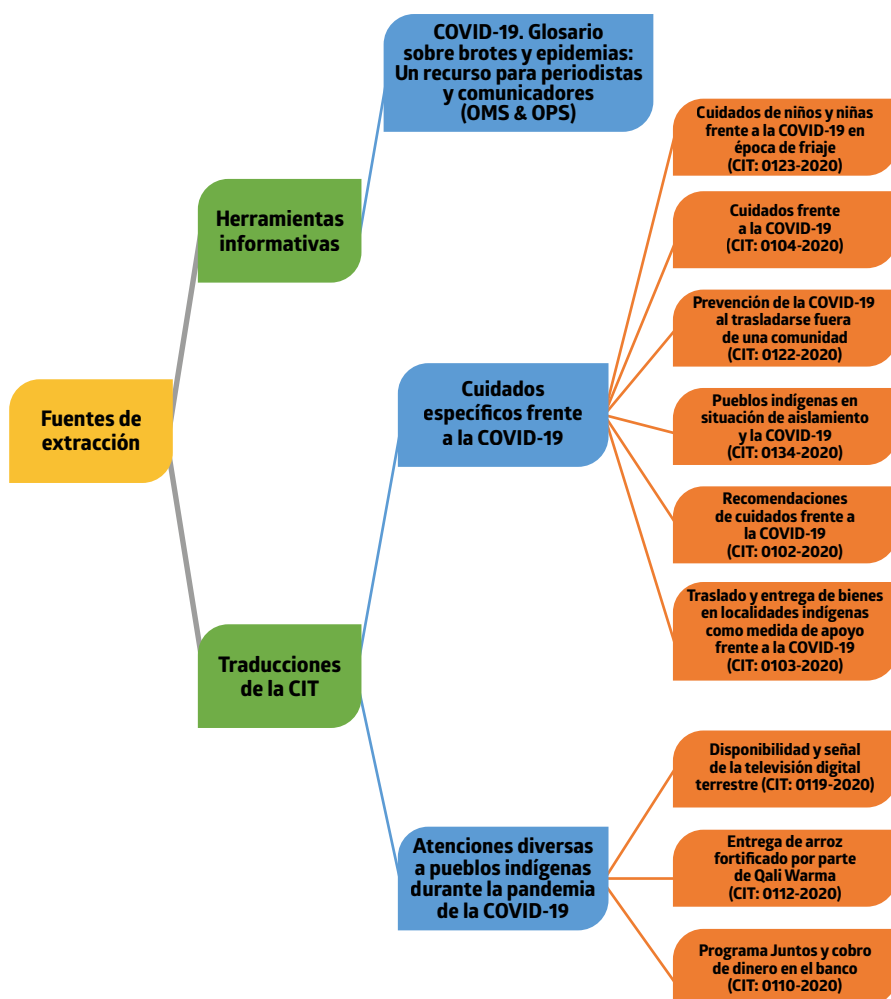 Fuentes de
extracción
Herramientas
informativas
COVID-19. Glosario
sobre brotes y epidemias:
Un recurso para periodistas
y comunicadores
(OMS & OPS)
Traducciones
de la CIT
Cuidados
específicos frente
a la COVID-19
Cuidados de niños y niñas
frente a la COVID-19 en
época de friaje
(CIT: 0123-2020)
Cuidados frente
a la COVID-19
(CIT: 0104-2020)
Prevención de la COVID-19
al trasladarse fuera
de una comunidad
(CIT: 0122-2020)
Pueblos indígenas en
situación de aislamiento
y la COVID-19
(CIT: 0134-2020)
Recomendaciones
de cuidados frente a
la COVID-19
(CIT: 0102-2020)
Traslado y entrega de bienes
en localidades indígenas
como medida de apoyo
frente a la COVID-19
(CIT: 0103-2020)
Atenciones diversas
a pueblos indígenas
durante la pandemia
de la COVID-19
Disponibilidad y señal
de la televisión digital
terrestre (CIT: 0119-2020)
Entrega de arroz
fortificado por parte
de Qali Warma
(CIT: 0112-2020)
Programa Juntos y cobro
de dinero en el banco
(CIT: 0110-2020)